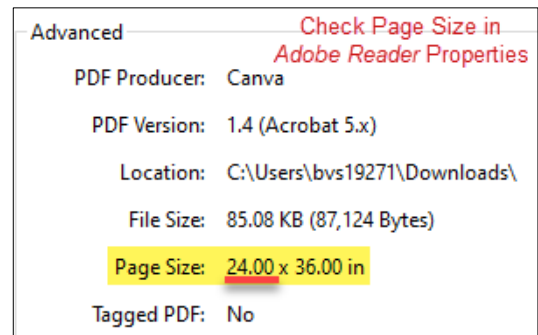 Advanced
Check Page Size in
Adobe Reader Properties
PDF Producer: Canva
PDF Version: 1.4 (Acrobat 5.x)
Location: C:\Users\bvs19271\Downloads\
File Size: 85.08 KB (87,124 Bytes)
Page Size: 24.00 x 36.00 in
Tagged PDF: No